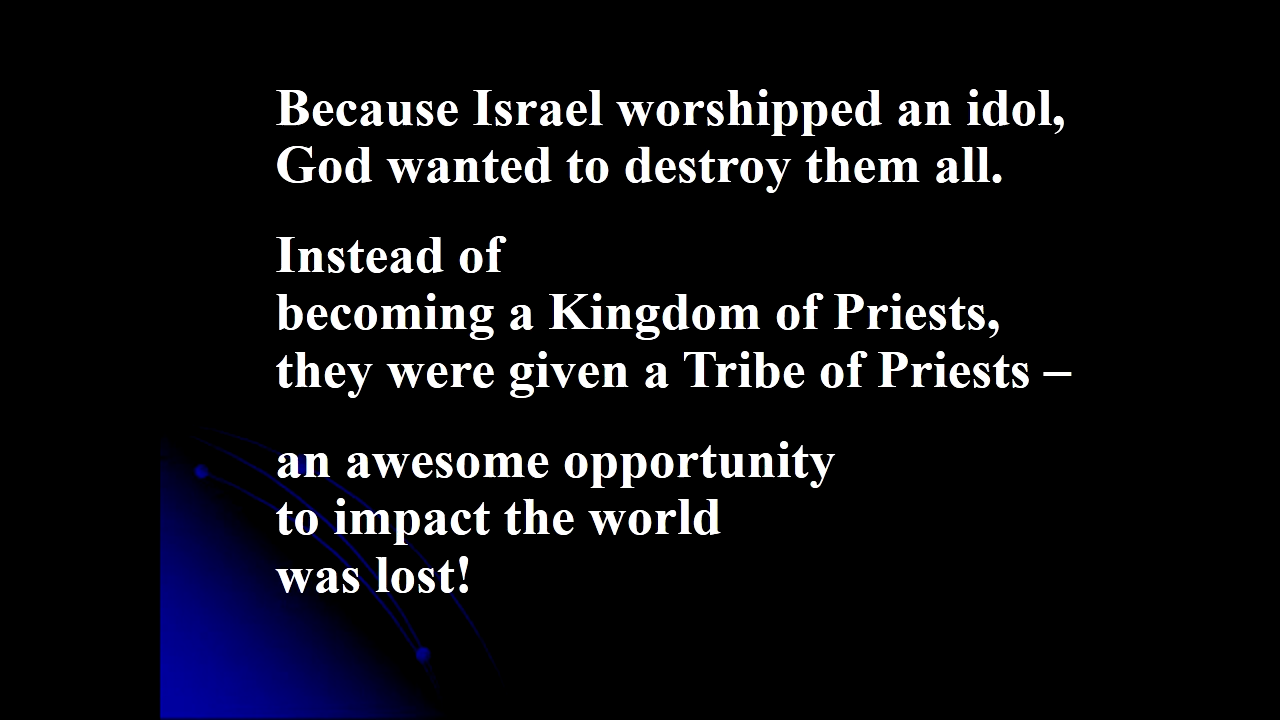 Because Israel worshipped an idol,
God wanted to destroy them all.
Instead of
becoming a Kingdom of Priests,
they were given a Tribe of Priests –
an awesome opportunity
to impact the world
was lost!